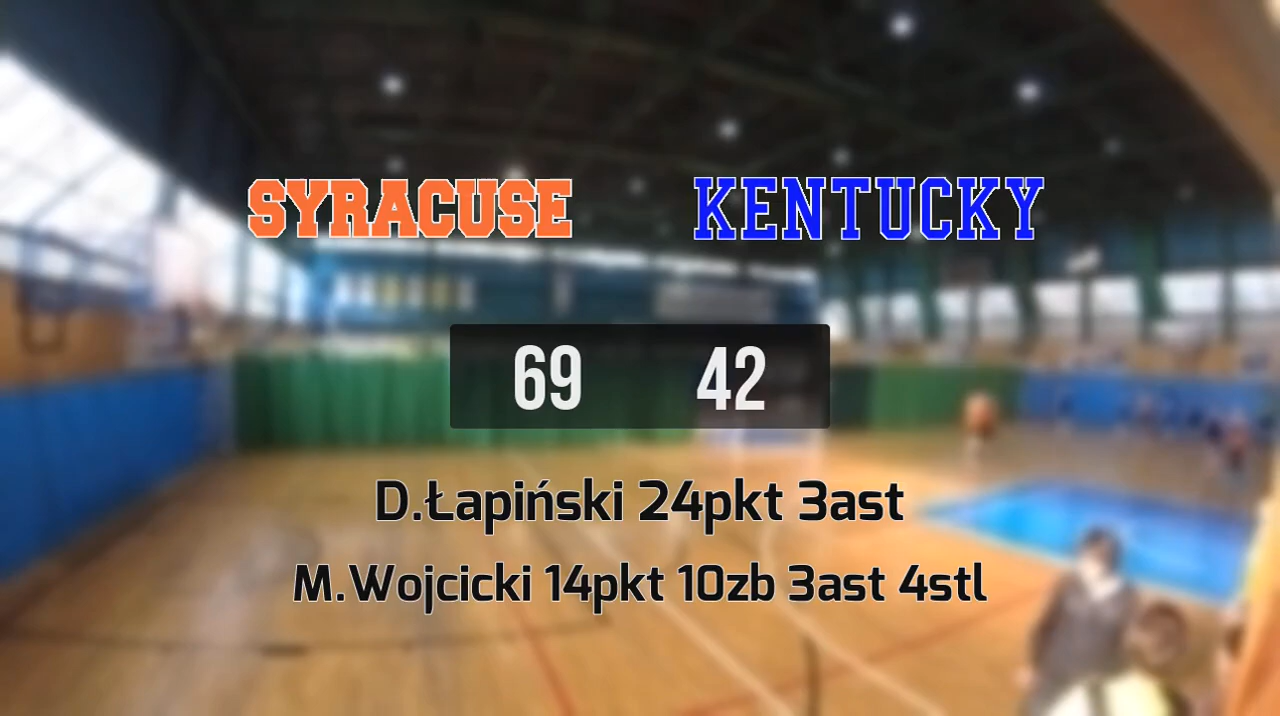 SYRACUSE KENTUCKY
69 42
D.Łapiński 24pkt 3ast
M.Wojcicki 14pkt 10zb 3ast 4stl